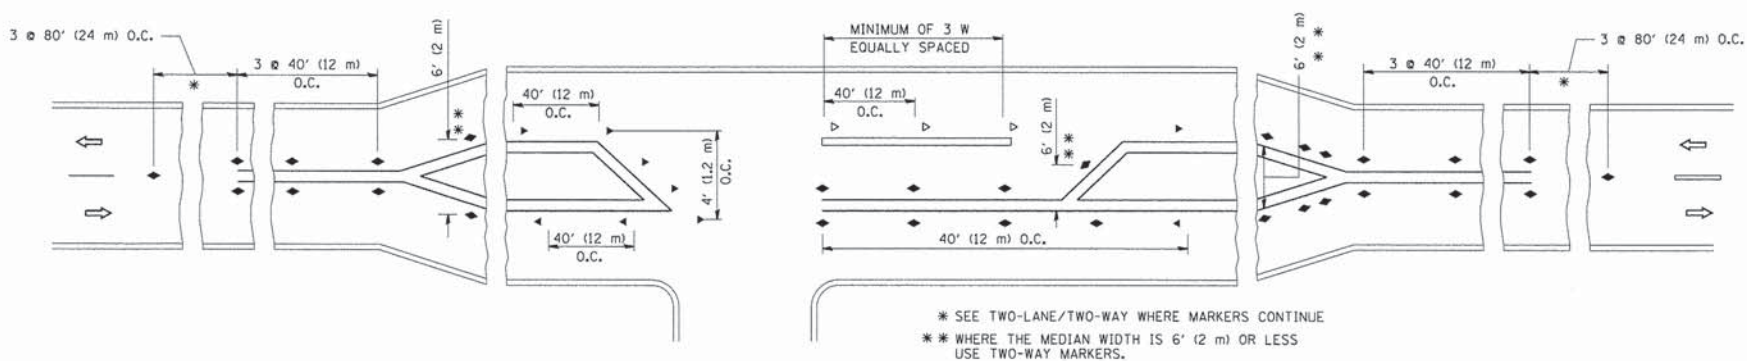 3 @ 80' (24 m) O.C.
3 @ 40' (12 m)
O.C.
*
6' (2 m)
**
40' (12 m)
O.C.
4' (1.2 m)
O.C.
40' (12 m)
O.C.
MINIMUM OF 3 W
EQUALLY SPACED
40' (12 m)
O.C.
6' (2 m)
**
40' (12 m) O.C.
6' (2 m)
**
3 @ 40' (12 m)
O.C.
3 @ 80' (24 m) O.C.
*
* SEE TWO-LANE/TWO-WAY WHERE MARKERS CONTINUE
** WHERE THE MEDIAN WIDTH IS 6' (2 m) OR LESS
USE TWO-WAY MARKERS.